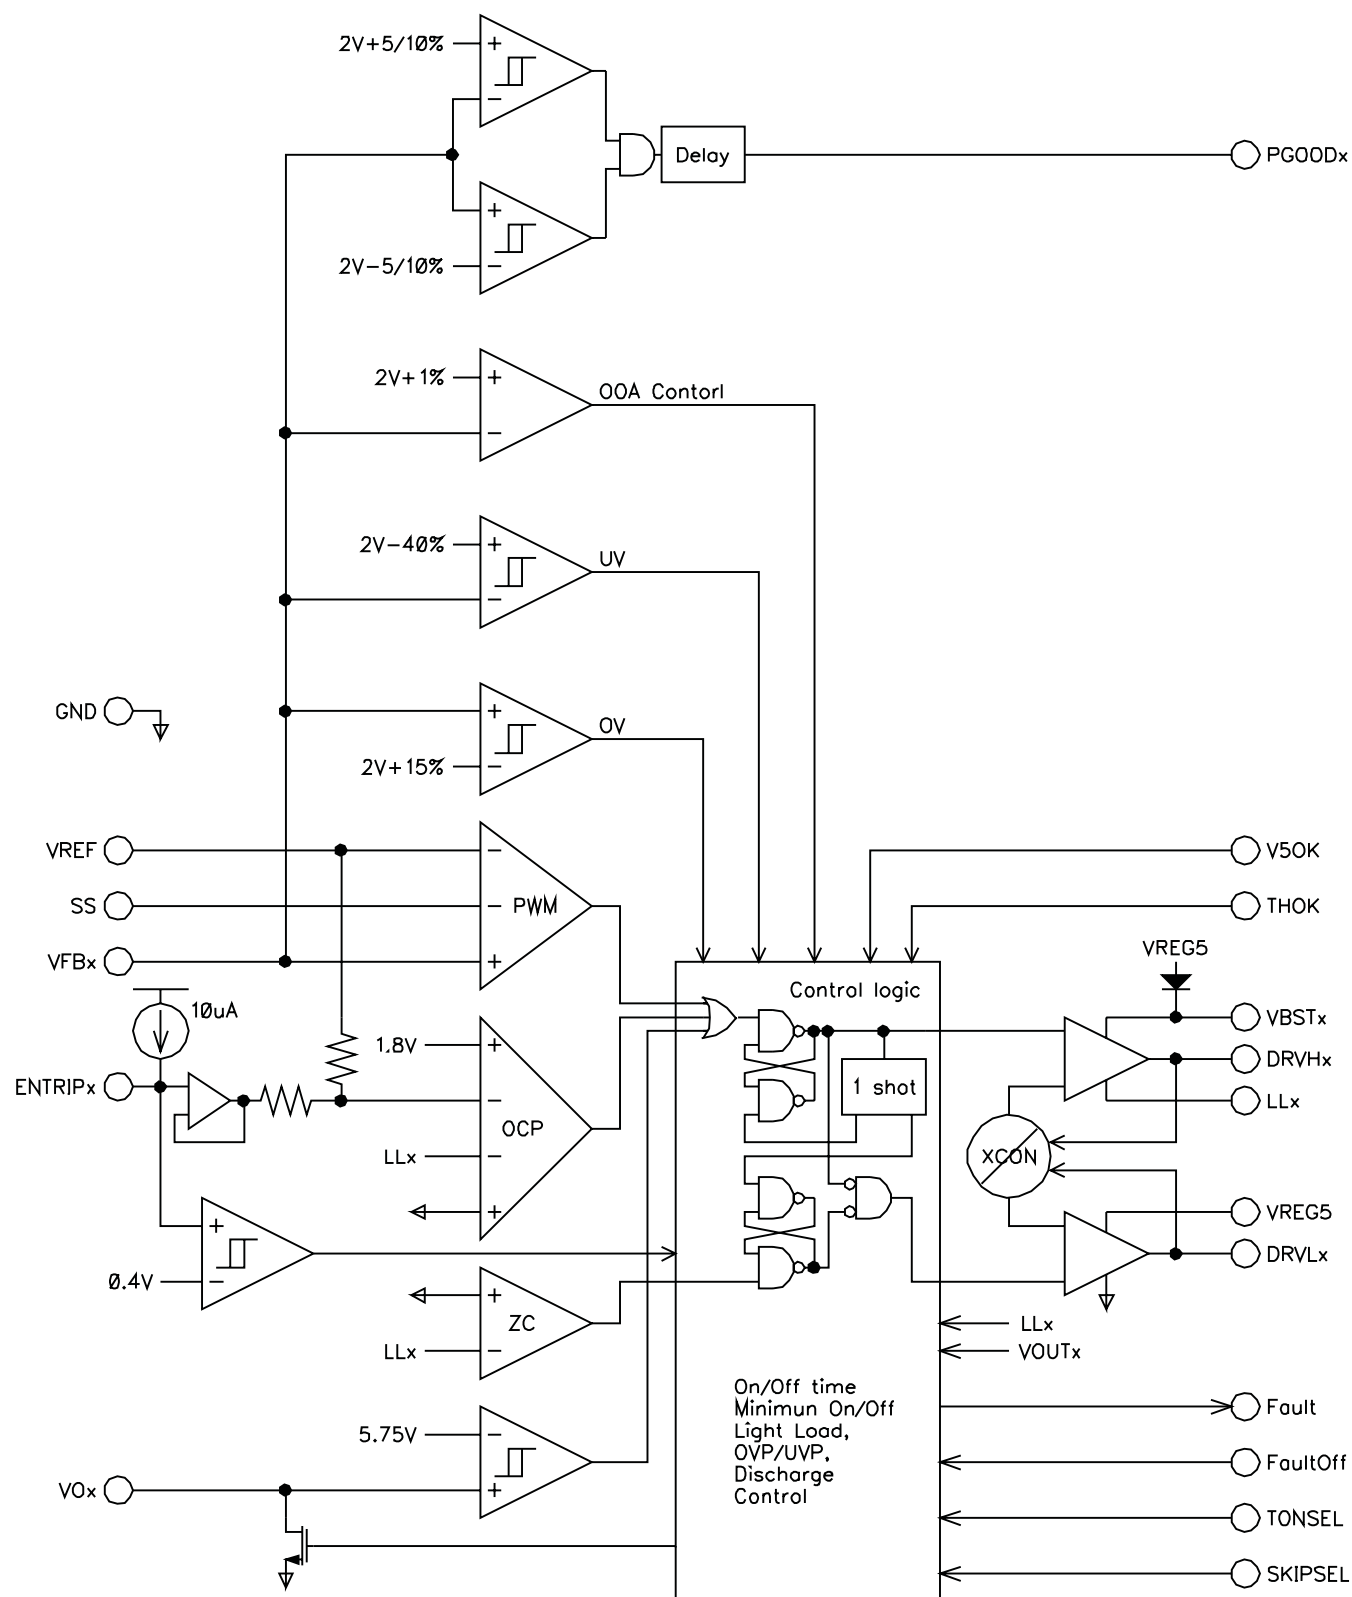 2V+5/10%
Delay
PGOODx
2V-5/10%
2V+1%
OOA Contorl
2V-40%
UV
GND
OV
2V+15%
VREF
V5OK
SS
PWM
THOK
VFBx
VREG5
10uA
Control logic
VBSTx
1.8V
DRVHx
ENTRIPx
1 shot
LLx
OCP
LLx
XCON
VREG5
0.4V
DRVLx
ZC
LLx
LLx
VOUTx
On/Off time
Minimun On/Off
Light Load,
OVP/UVP,
Discharge
Control
Fault
5.75V
FaultOff
VOx
TONSEL
SKIPSEL